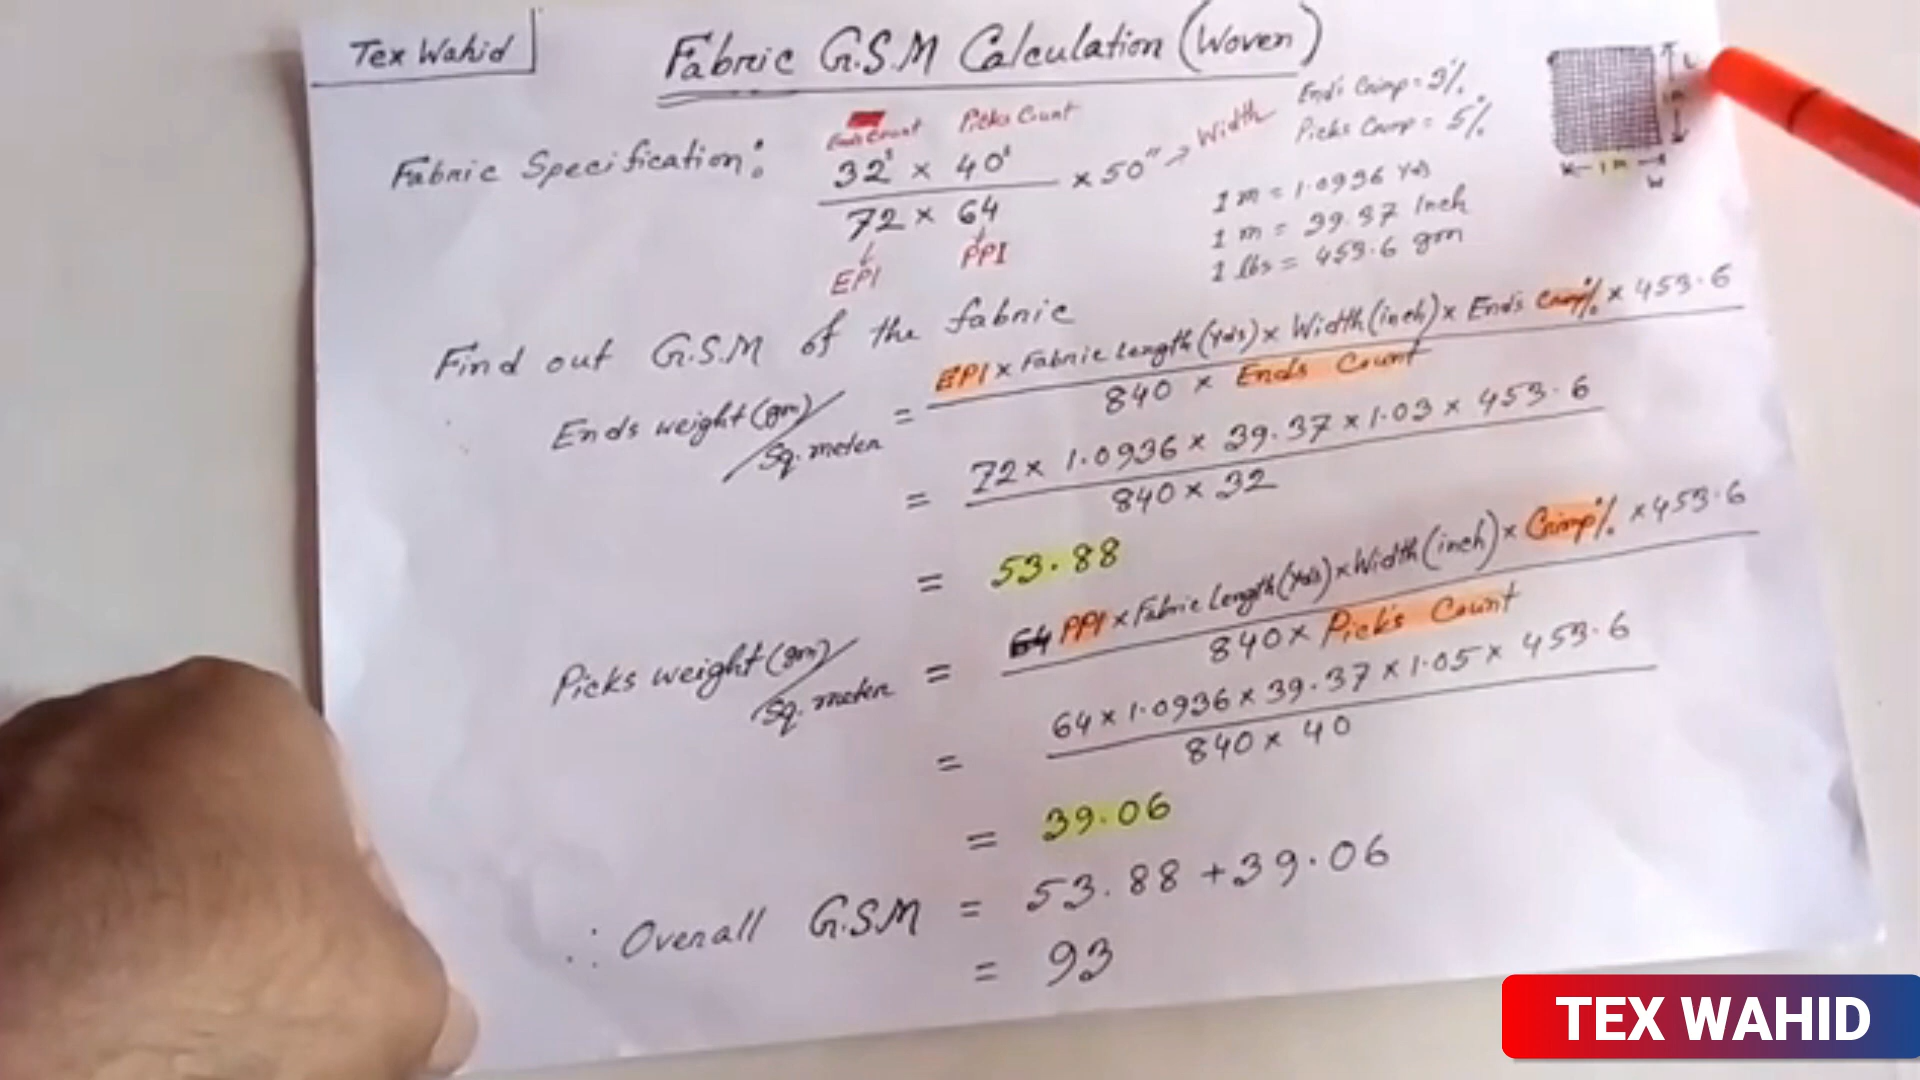 Tex Wahid
Fabric G.S.M Calculation (Woven)
Ends Crimp = 3%
Picks Crimp = 5%
Ends Count Picks Count
Fabric Specification: 32s × 40s × 50" → Width
72 × 64
EPI PPI
1 m = 1.0936 Yds
1 m = 39.37 Inch
1 lbs = 453.6 gm
1 m
W
Find out G.S.M of the fabric
Ends weight (gm)/Sq. meter = EPI × Fabric Length (Yds) × Width (inch) × Ends Crimp% × 453.6
840 × Ends Count
= 72 × 1.0936 × 39.37 × 1.03 × 453.6
840 × 32
= 53.88
Picks weight (gm)/Sq. meter = PPI × Fabric Length (Yds) × Width (inch) × Crimp% × 453.6
840 × Picks Count
= 64 × 1.0936 × 39.37 × 1.05 × 453.6
840 × 40
= 39.06
∴ Overall G.S.M = 53.88 + 39.06
= 93
TEX WAHID